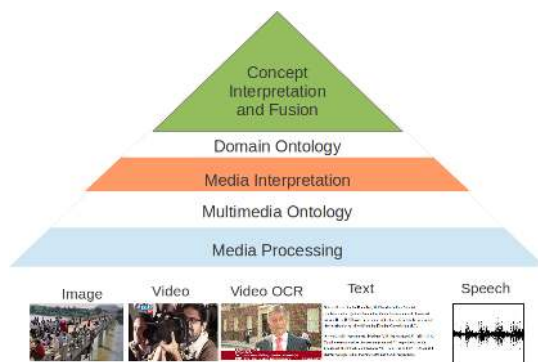 Concept
Interpretation
and Fusion
Domain Ontology
Media Interpretation
Multimedia Ontology
Media Processing
Image
Video
Video OCR
Text
Speech